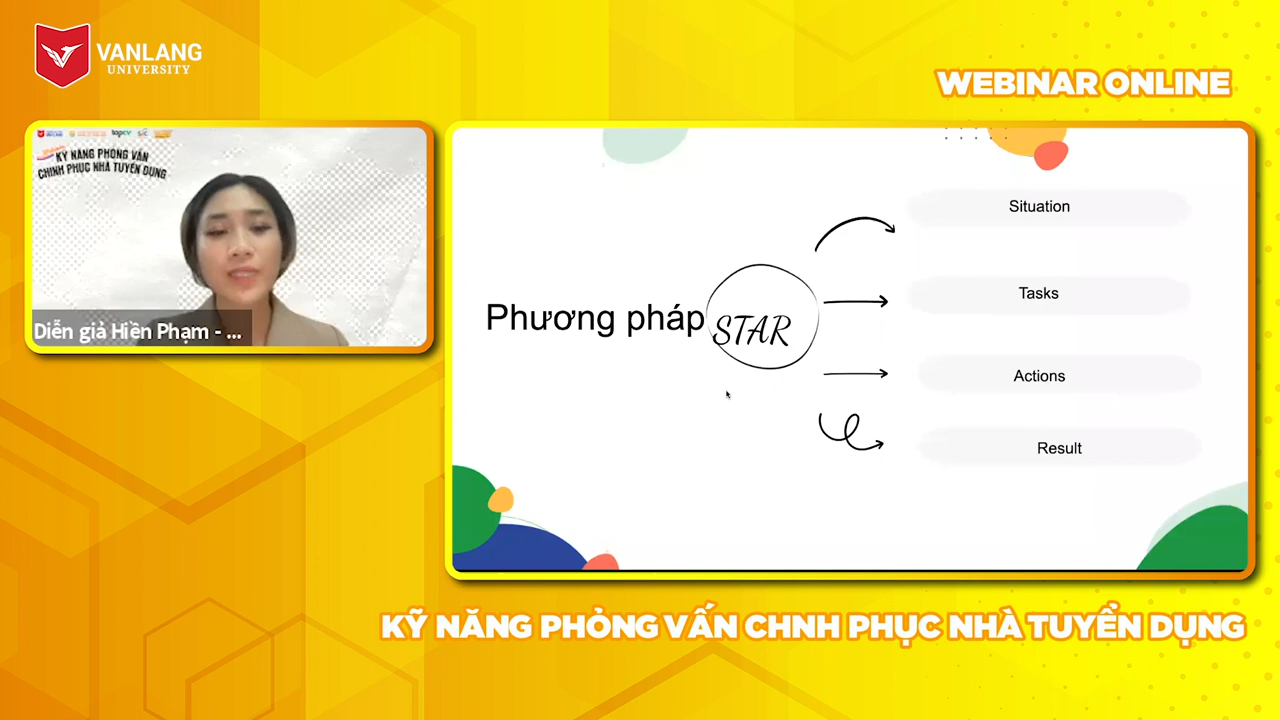 VANLANG
UNIVERSITY
WEBINAR ONLINE
topCV
KỸ NĂNG PHỎNG VẤN
CHINH PHỤC NHÀ TUYỂN DỤNG
Diễn giả Hiền Phạm - ...
Phương pháp STAR
Situation
Tasks
Actions
Result
KỸ NĂNG PHỎNG VẤN CHNH PHỤC NHÀ TUYỂN DỤNG